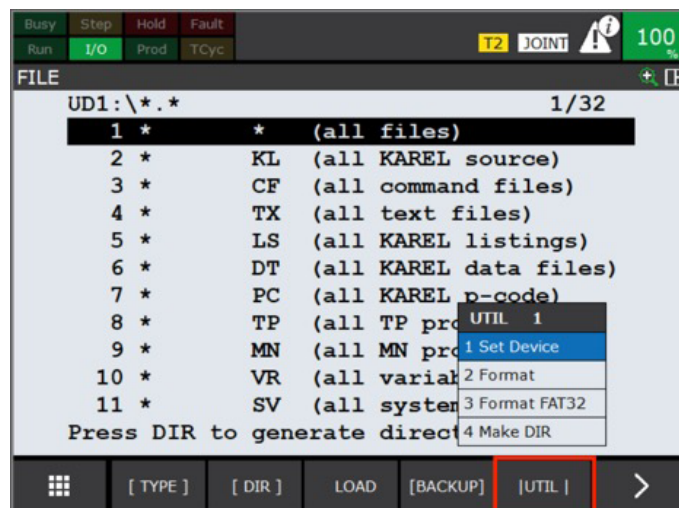 Busy Step Hold Fault
Run I/O Prod TCyc T2 JOINT i 100 %
FILE
UD1:\*.* 1/32
1 * * (all files)
2 * KL (all KAREL source)
3 * CF (all command files)
4 * TX (all text files)
5 * LS (all KAREL listings)
6 * DT (all KAREL data files)
7 * PC (all KAREL p-code)
8 * TP (all TP pro
UTIL 1
9 * MN (all MN pro
1 Set Device
10 * VR (all variab
2 Format
11 * SV (all system
3 Format FAT32
Press DIR to generate direct
4 Make DIR
[ TYPE ] [ DIR ] LOAD [BACKUP] |UTIL | >